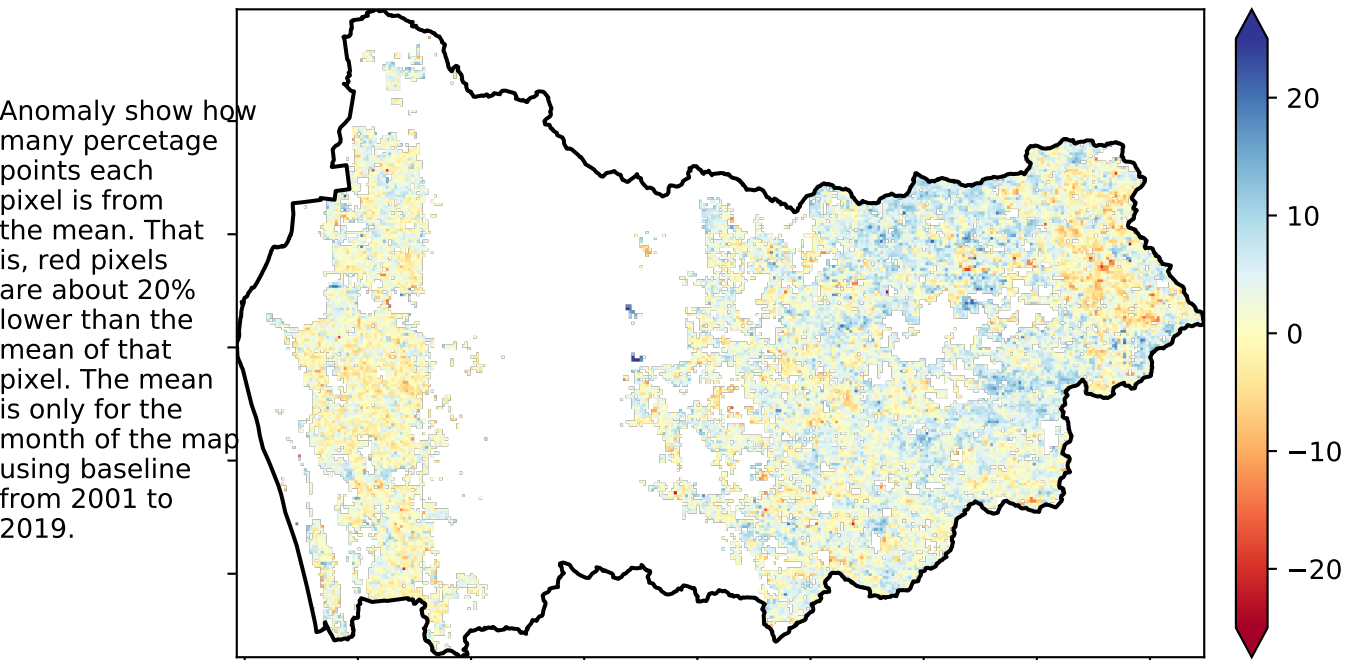 Anomaly show how
many percetage
points each
pixel is from
the mean. That
is, red pixels
are about 20%
lower than the
mean of that
pixel. The mean
is only for the
month of the map
using baseline
from 2001 to
2019.
20
10
0
−10
−20